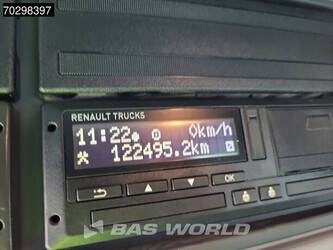 70298397
RENAULT TRUCKS
11:22 0km/h
122495.2km
OK
BAS WORLD